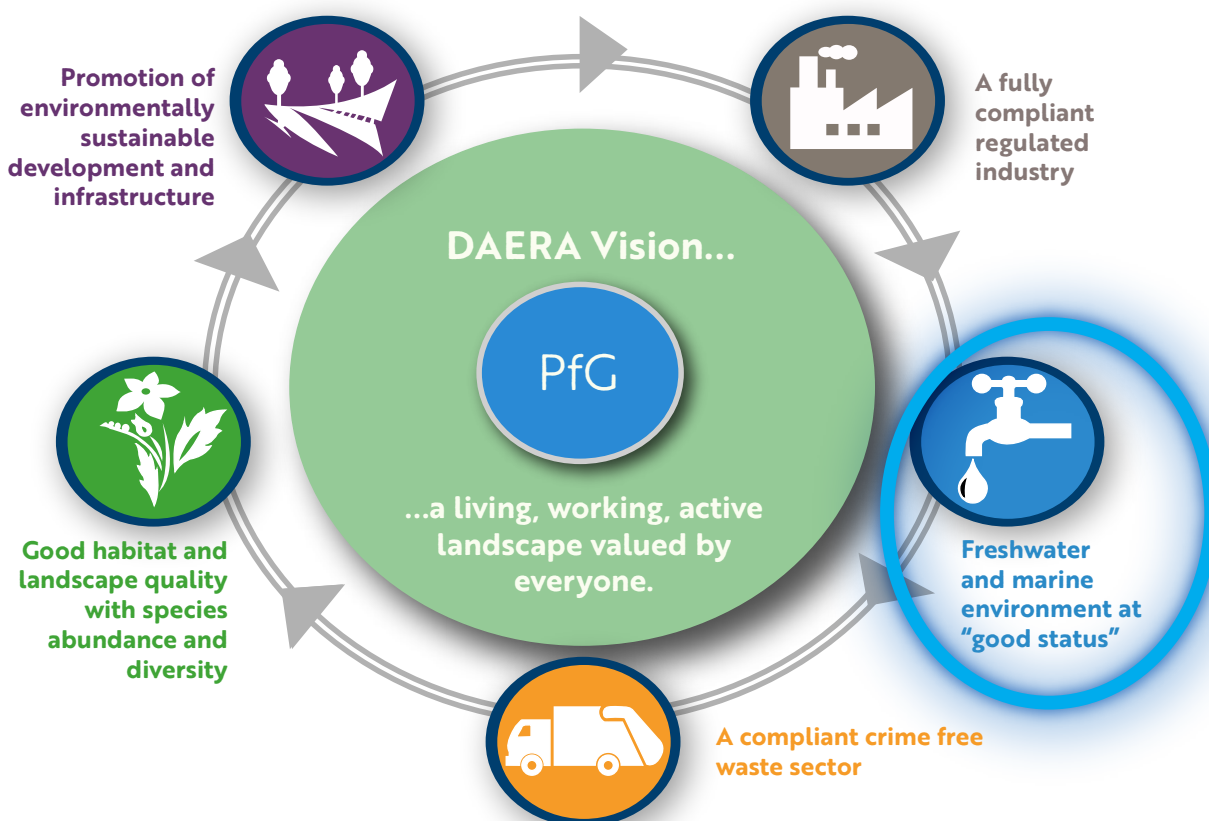 Promotion of
environmentally
sustainable
development and
infrastructure
A fully
compliant
regulated
industry
DAERA Vision...
PfG
...a living, working, active
landscape valued by
everyone.
Freshwater
and marine
environment at
“good status”
Good habitat and
landscape quality
with species
abundance and
diversity
A compliant crime free
waste sector